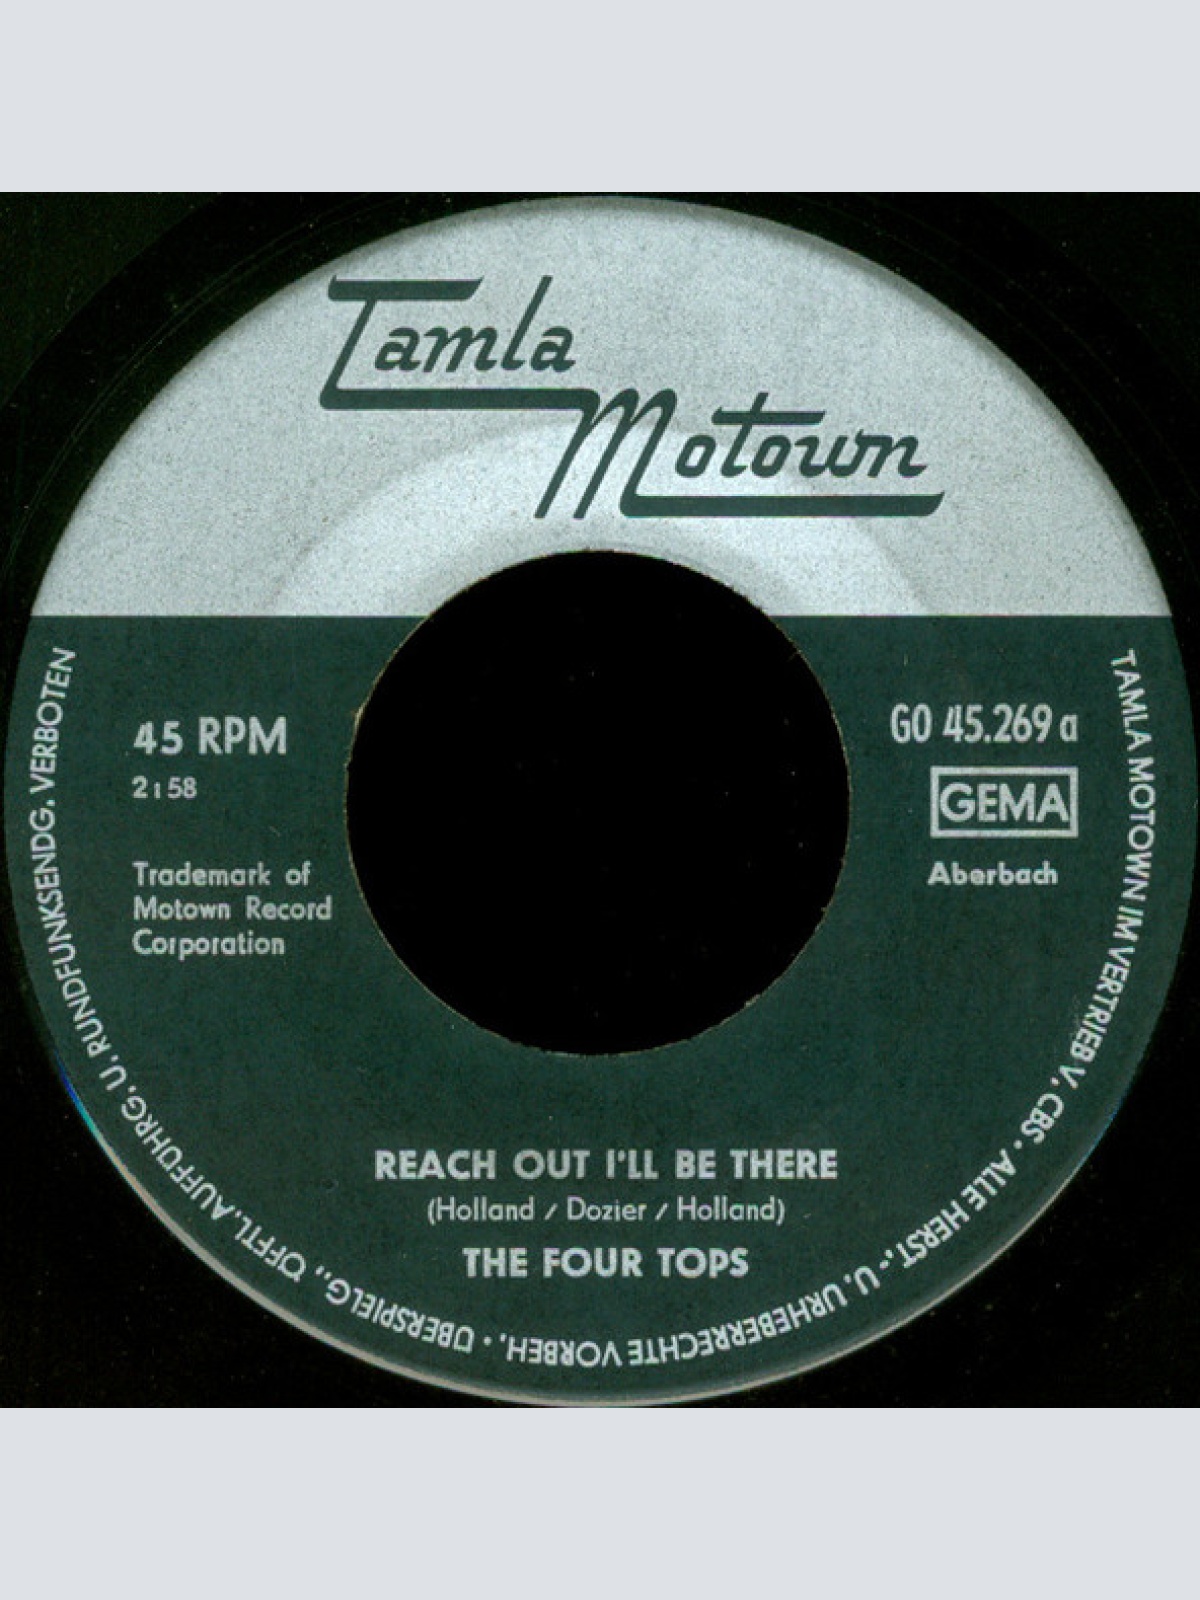 Tamla
Motown
45 RPM
2:58
Trademark of
Motown Record
Corporation
GO 45.269 a
GEMA
Aberbach
REACH OUT I'LL BE THERE
(Holland / Dozier / Holland)
THE FOUR TOPS
TAMLA MOTOWN IM VERTRIEB V. CBS · ALLE HERST.- U. URHEBERRECHTE VORBEH. · ÜBERSPIELG., ÖFFTL. AUFFÜHRG. U. RUNDFUNKSENDG. VERBOTEN